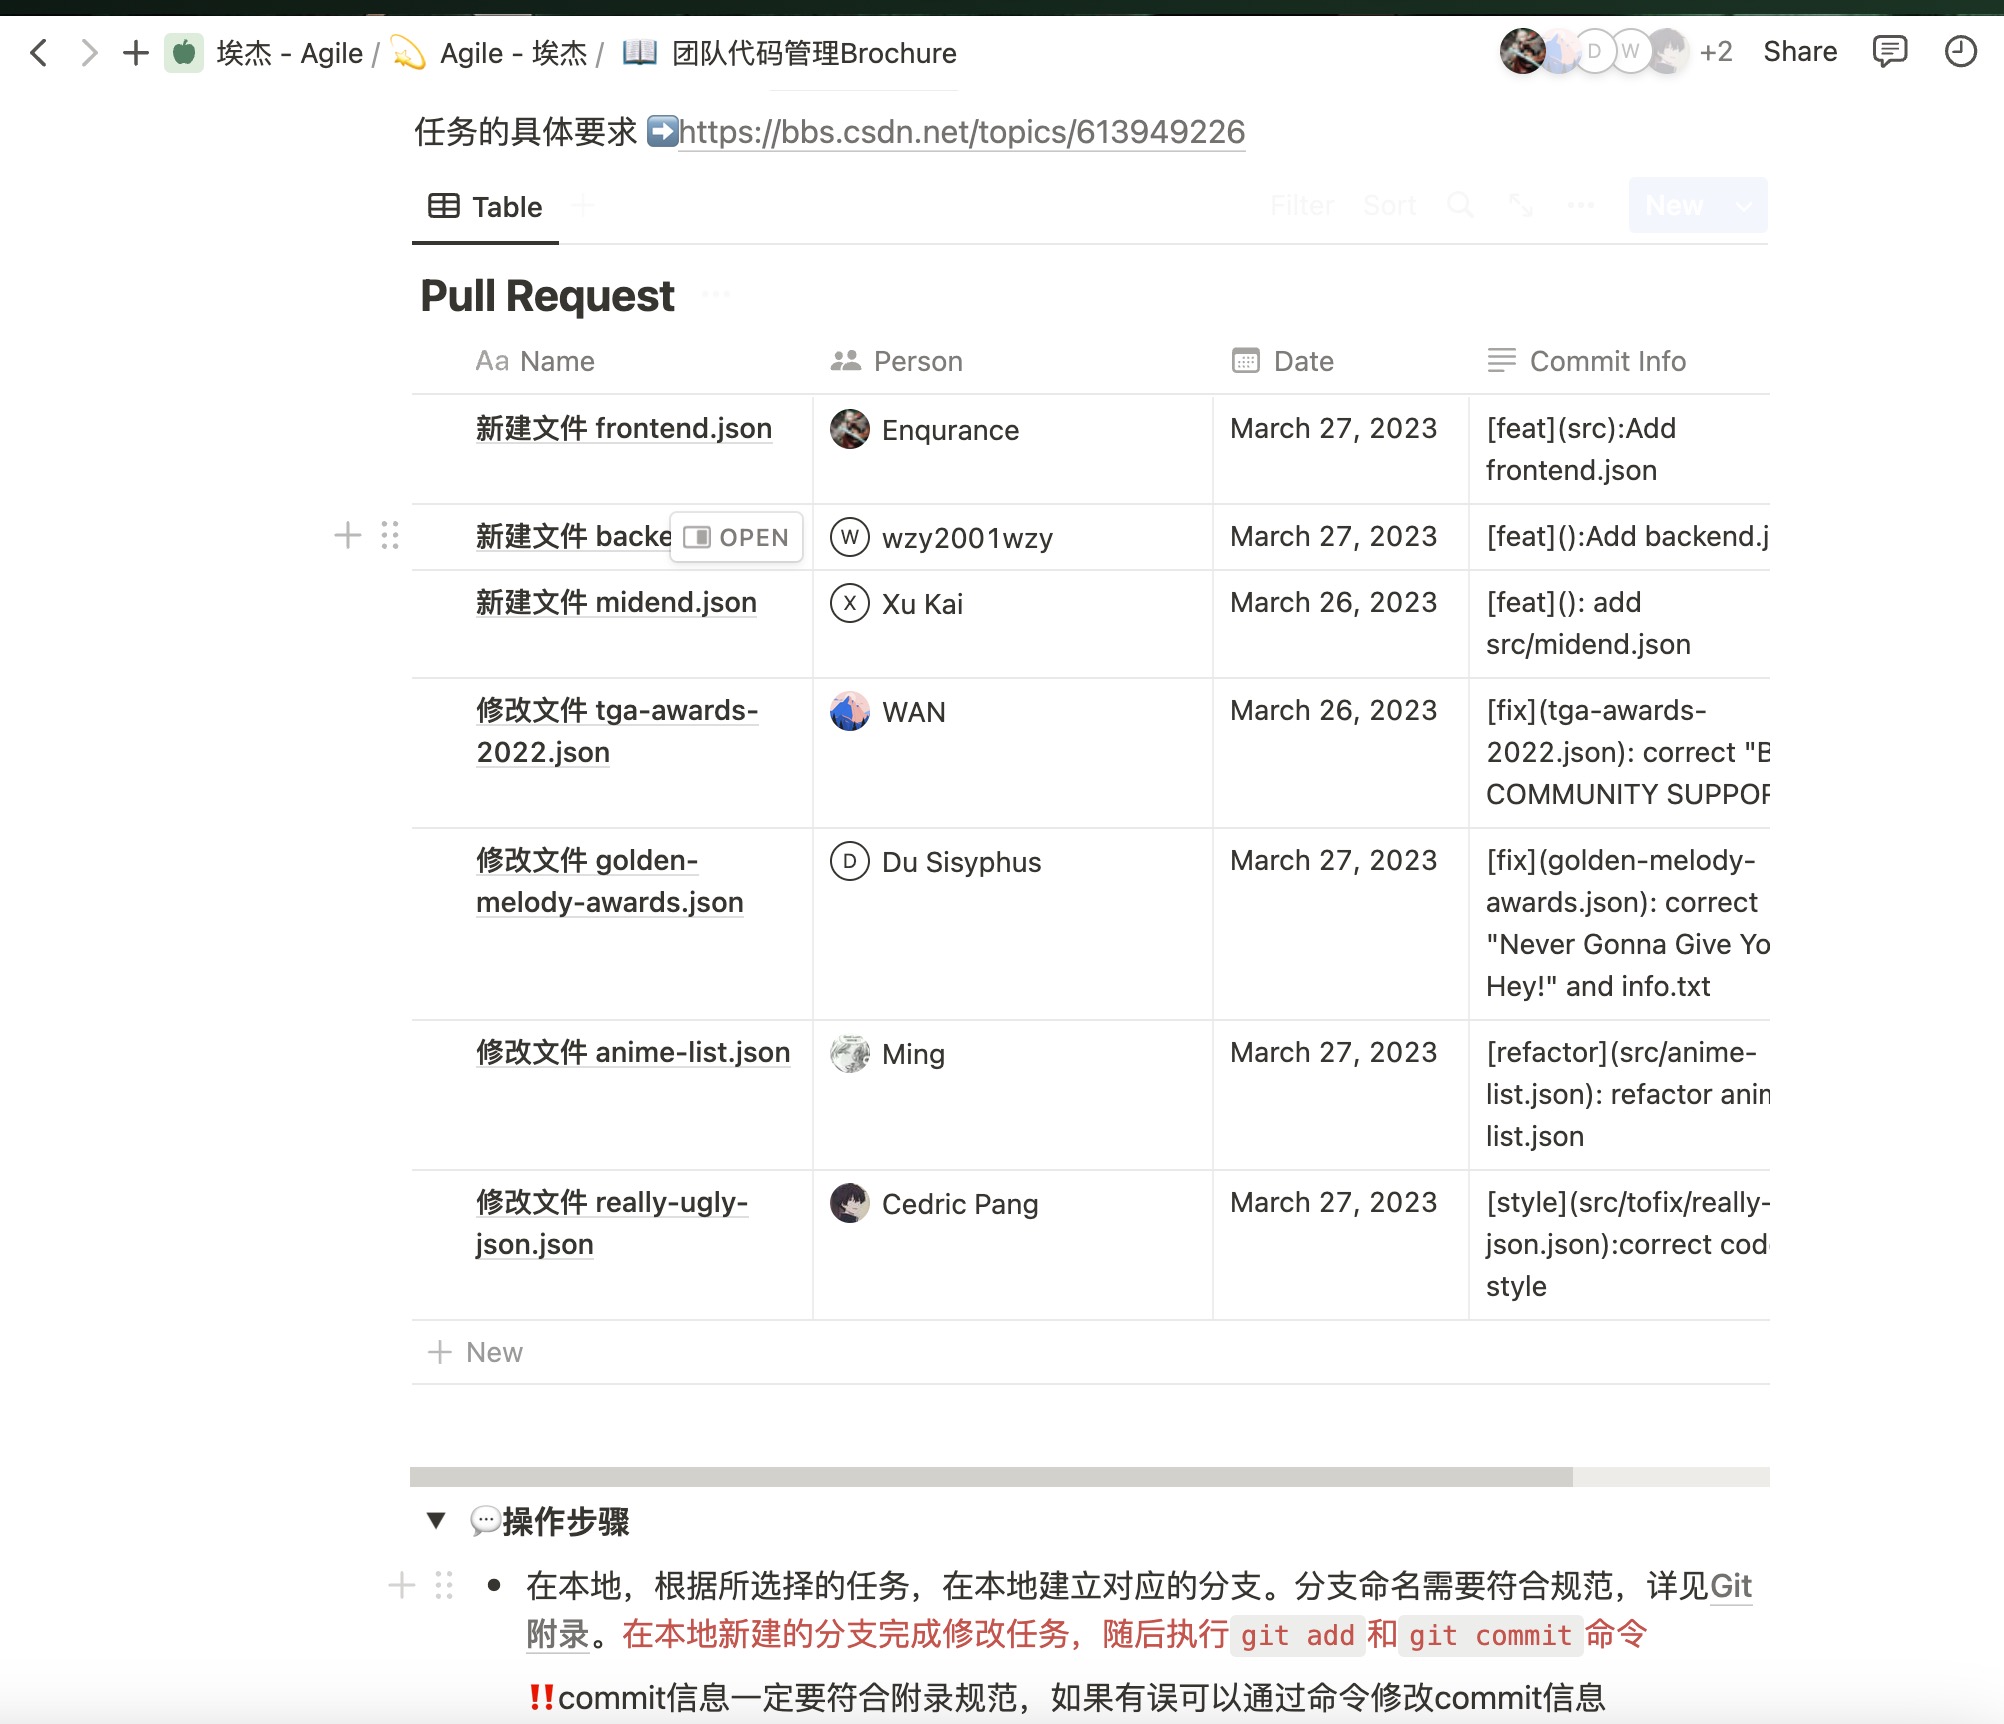 埃杰 - Agile / Agile - 埃杰 / 团队代码管理Brochure
D W +2 Share
任务的具体要求 ➡️https://bbs.csdn.net/topics/613949226
Table Filter Sort New
Pull Request
Aa Name Person Date Commit Info
新建文件 frontend.json Enqurance March 27, 2023 [feat](src):Add
frontend.json
新建文件 backe OPEN W wzy2001wzy March 27, 2023 [feat]():Add backend.j
新建文件 midend.json X Xu Kai March 26, 2023 [feat](): add
src/midend.json
修改文件 tga-awards- WAN March 26, 2023 [fix](tga-awards-
2022.json 2022.json): correct "B
COMMUNITY SUPPOR
修改文件 golden- D Du Sisyphus March 27, 2023 [fix](golden-melody-
melody-awards.json awards.json): correct
"Never Gonna Give Yo
Hey!" and info.txt
修改文件 anime-list.json Ming March 27, 2023 [refactor](src/anime-
list.json): refactor anim
list.json
修改文件 really-ugly- Cedric Pang March 27, 2023 [style](src/tofix/really-
json.json json.json):correct code
style
New
操作步骤
在本地，根据所选择的任务，在本地建立对应的分支。分支命名需要符合规范，详见Git
附录。在本地新建的分支完成修改任务，随后执行 git add 和 git commit 命令
‼️commit信息一定要符合附录规范，如果有误可以通过命令修改commit信息